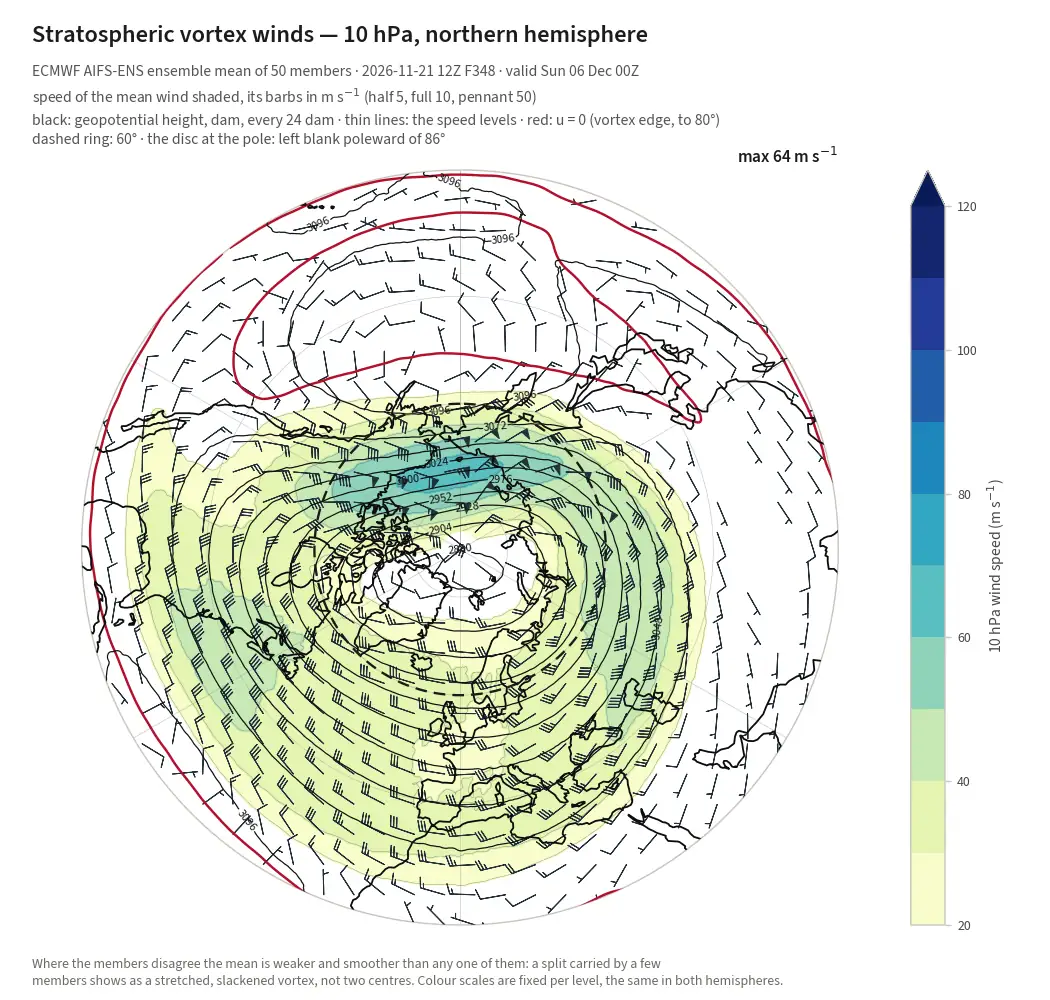 Stratospheric vortex winds — 10 hPa, northern hemisphere
ECMWF AIFS-ENS ensemble mean of 50 members · 2026-11-21 12Z F348 · valid Sun 06 Dec 00Z
speed of the mean wind shaded, its barbs in m s⁻¹ (half 5, full 10, pennant 50)
black: geopotential height, dam, every 24 dam · thin lines: the speed levels · red: u = 0 (vortex edge, to 80°)
dashed ring: 60° · the disc at the pole: left blank poleward of 86°
max 64 m s⁻¹
3096
3096
3096
3096
3096
3072
3024
2976
2952
2904
3096
120
100
80
60
40
20
10 hPa wind speed (m s⁻¹)
Where the members disagree the mean is weaker and smoother than any one of them: a split carried by a few
members shows as a stretched, slackened vortex, not two centres. Colour scales are fixed per level, the same in both hemispheres.